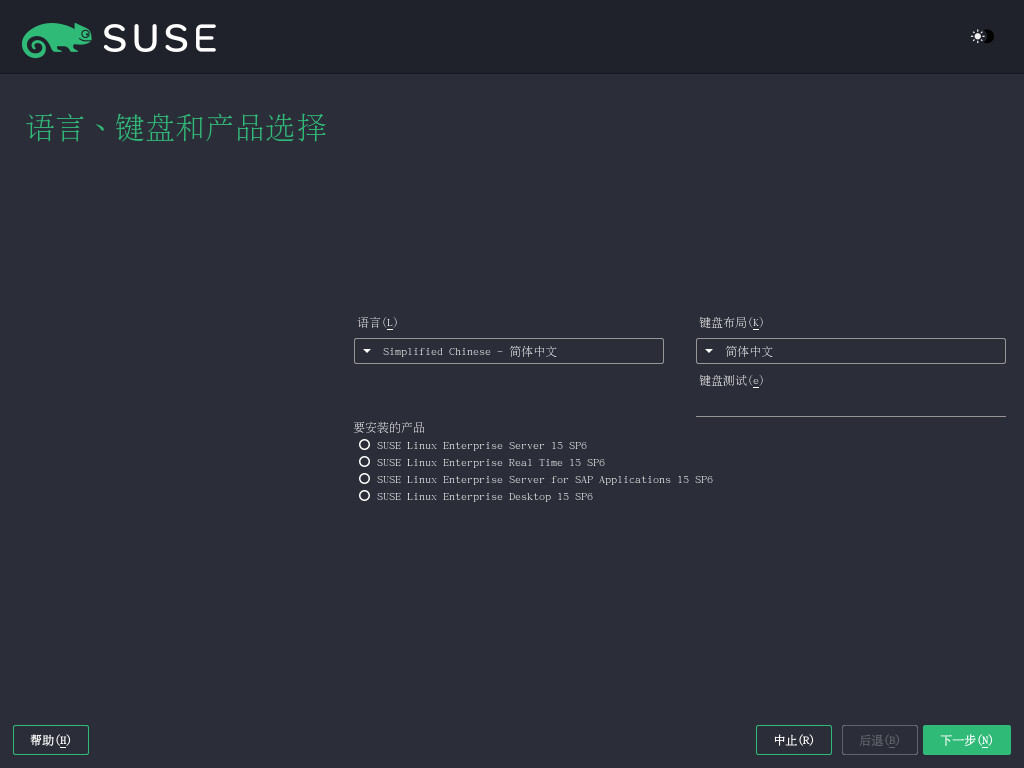 SUSE
语言、键盘和产品选择
语言(L)
键盘布局(K)
Simplified Chinese - 简体中文
简体中文
键盘测试(e)
要安装的产品
SUSE Linux Enterprise Server 15 SP6
SUSE Linux Enterprise Real Time 15 SP6
SUSE Linux Enterprise Server for SAP Applications 15 SP6
SUSE Linux Enterprise Desktop 15 SP6
帮助(H)
中止(R)
后退(B)
下一步(N)